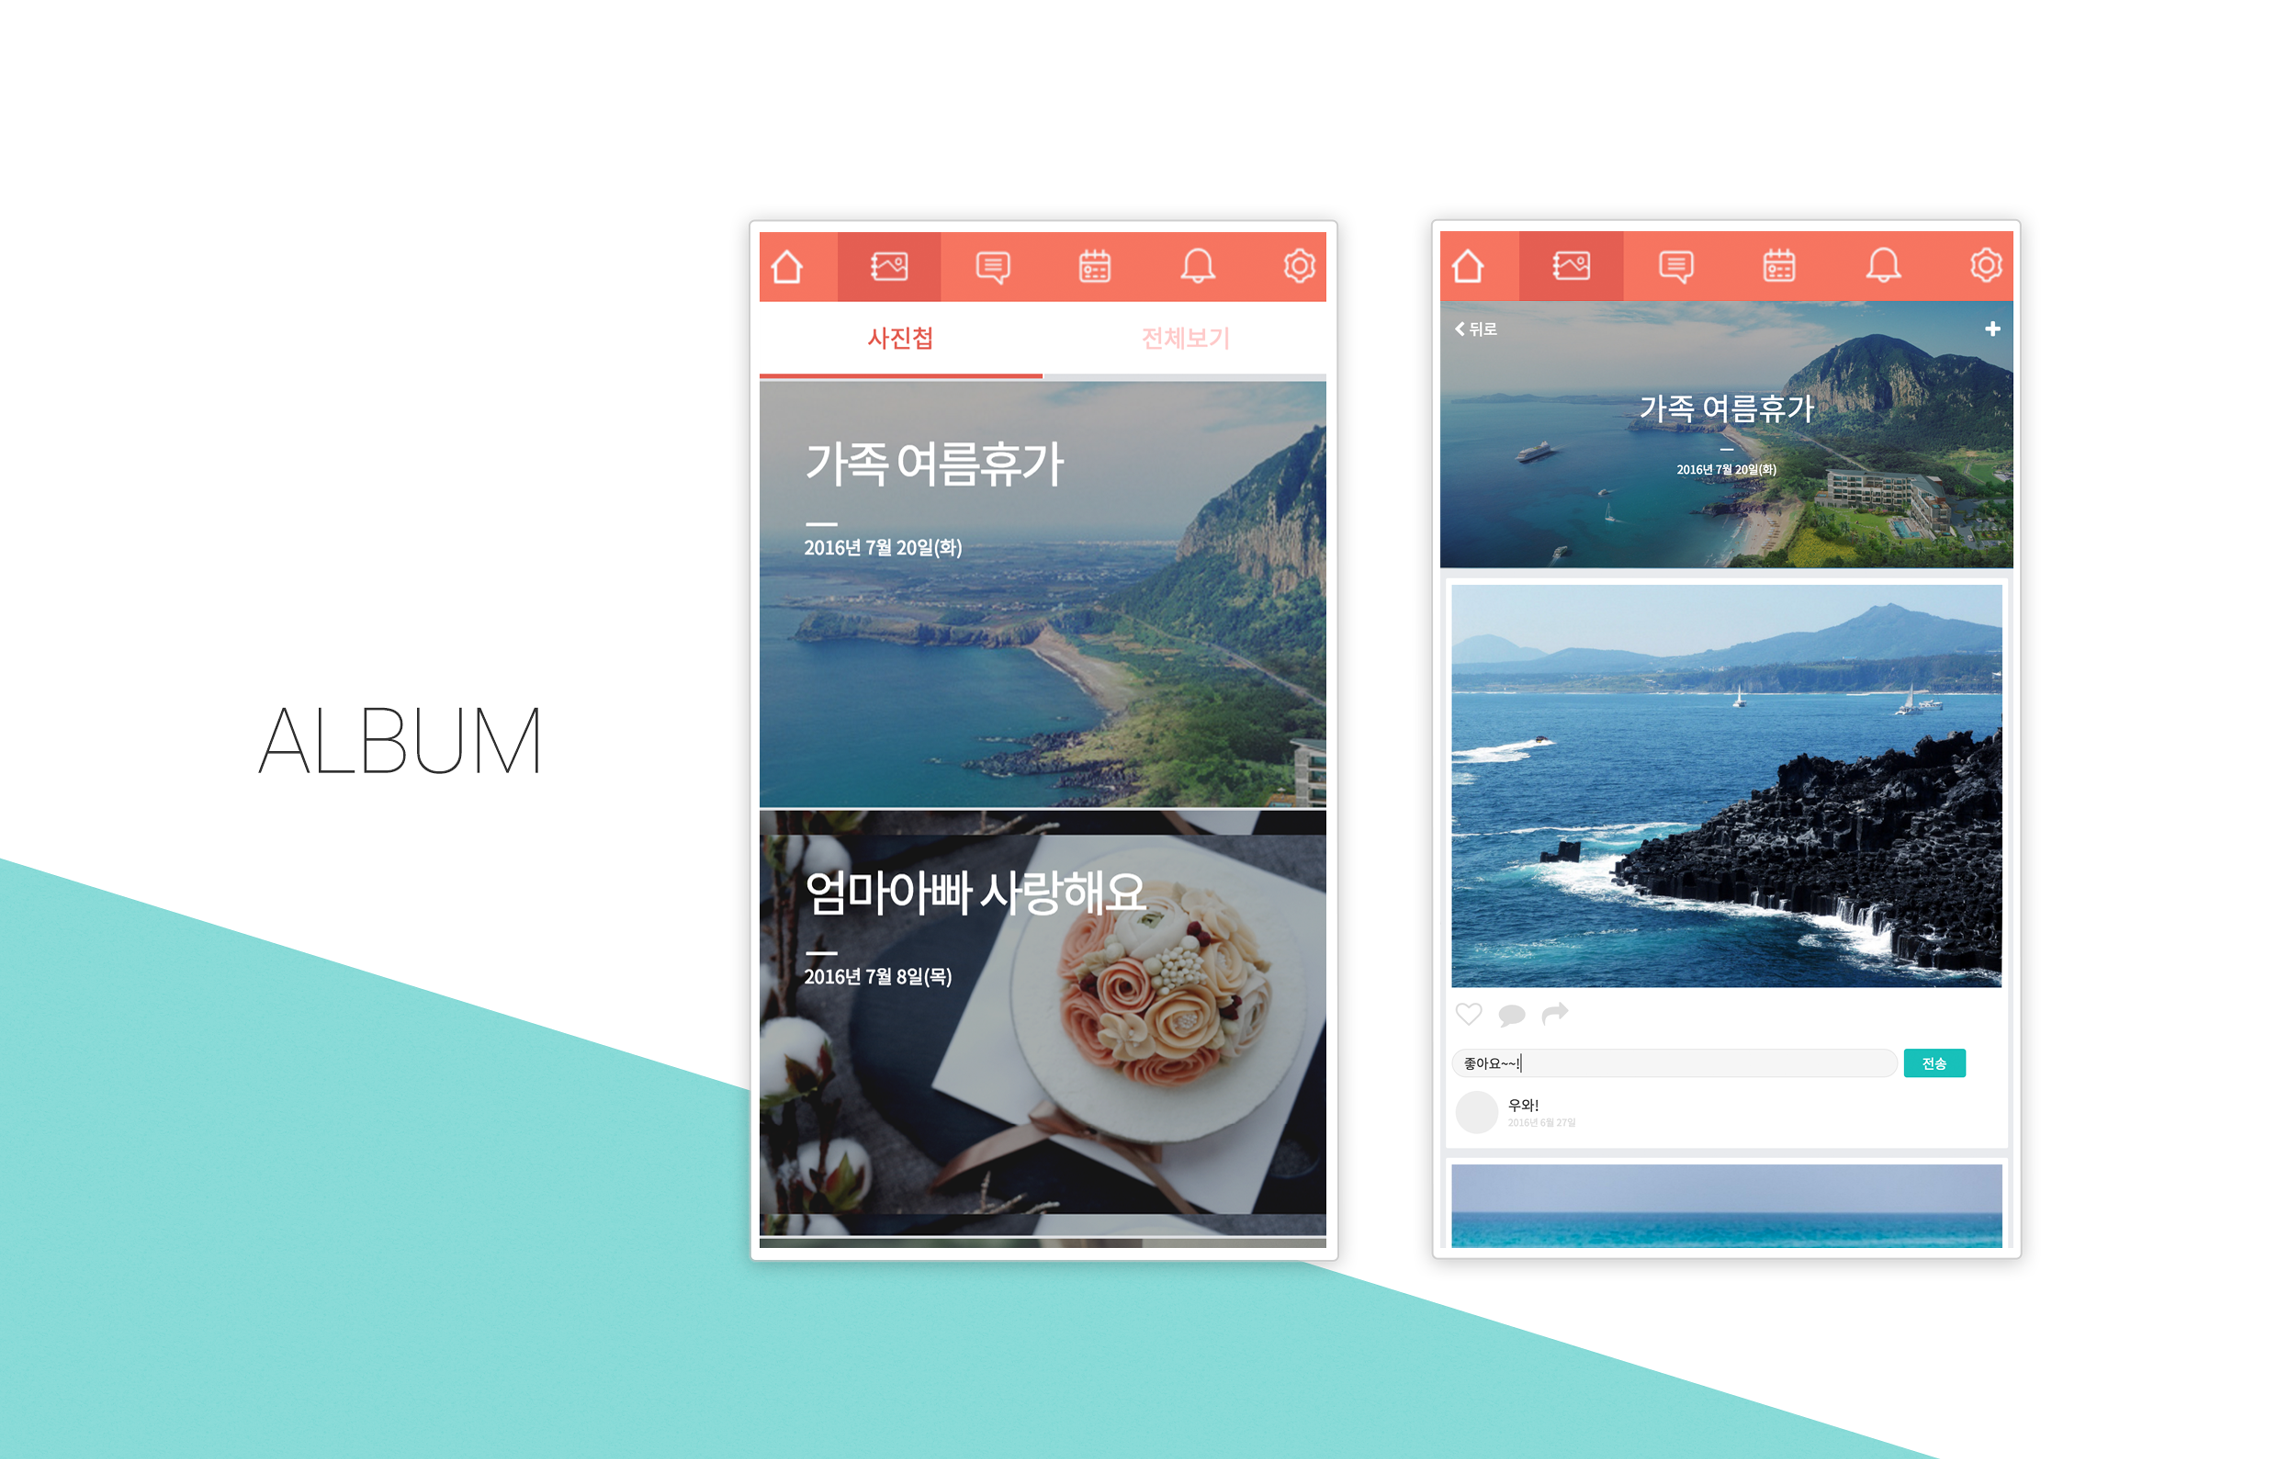 ALBUM
사진첩
전체보기
가족 여름휴가
2016년 7월 20일(화)
엄마아빠 사랑해요
2016년 7월 8일(목)
뒤로
가족 여름휴가
2016년 7월 20일(화)
좋아요~~!
전송
우와!
2016년 6월 27일